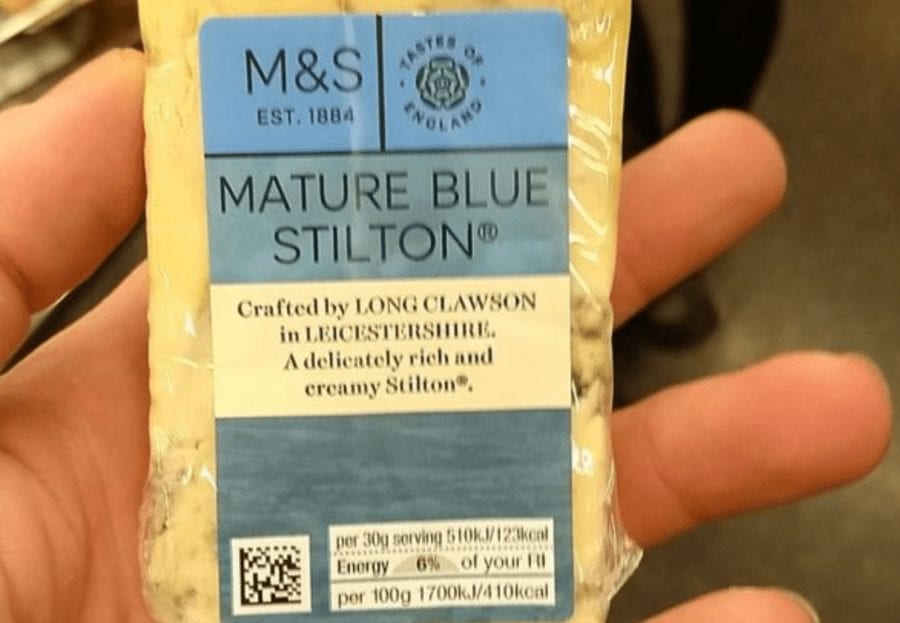 M&S
EST. 1884
TASTES OF
ENGLAND
MATURE BLUE
STILTON®
Crafted by LONG CLAWSON
in LEICESTERSHIRE.
A delicately rich and
creamy Stilton®.
per 30g serving 510kJ/123kcal
Energy 6% of your RI
per 100g 1700kJ/410kcal